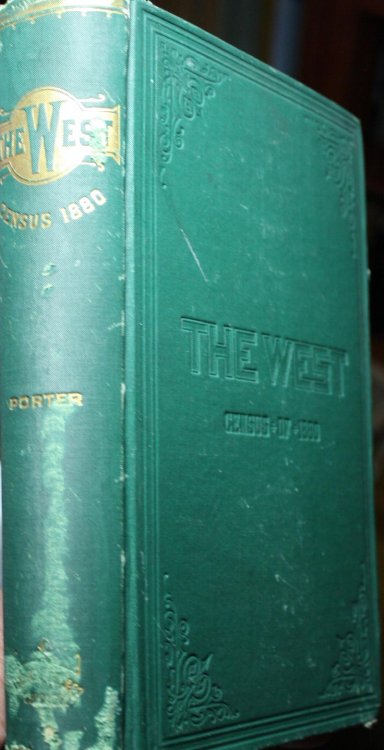 THE WEST
CENSUS 1880
PORTER
THE WEST
CENSUS • OF • 1880